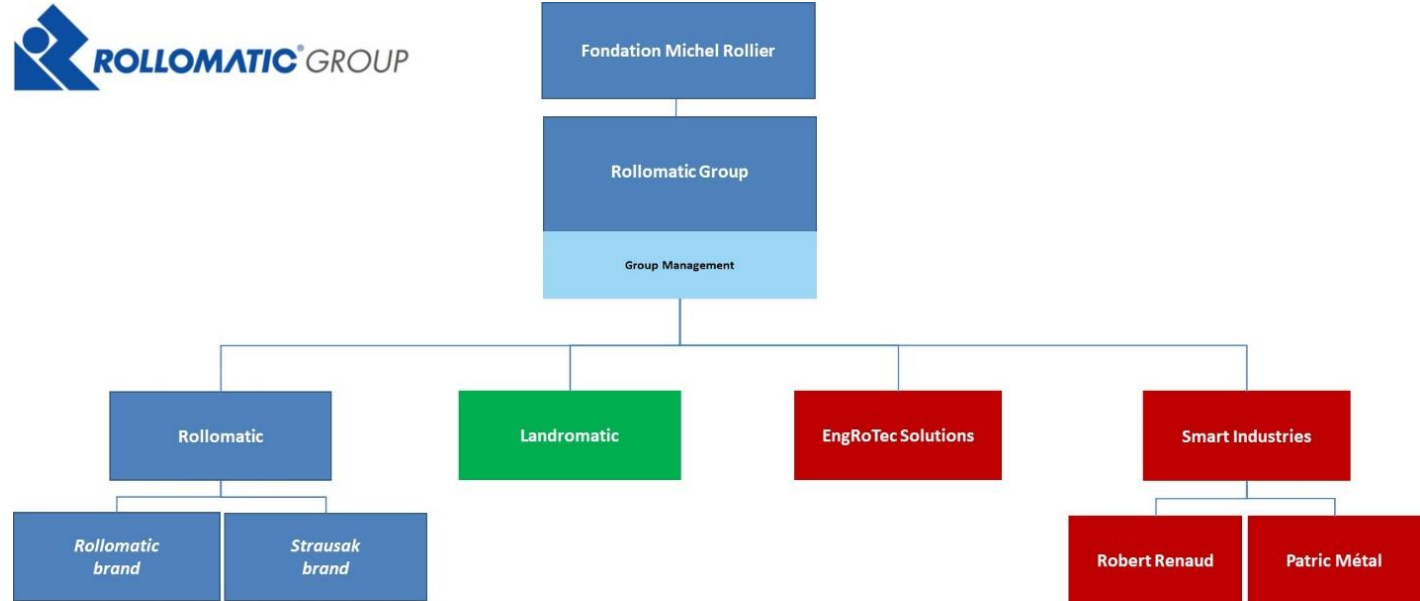 ROLLOMATIC® GROUP
Fondation Michel Rollier
Rollomatic Group
Group Management
Rollomatic
Landromatic
EngRoTec Solutions
Smart Industries
Rollomatic
brand
Strausak
brand
Robert Renaud
Patric Métal